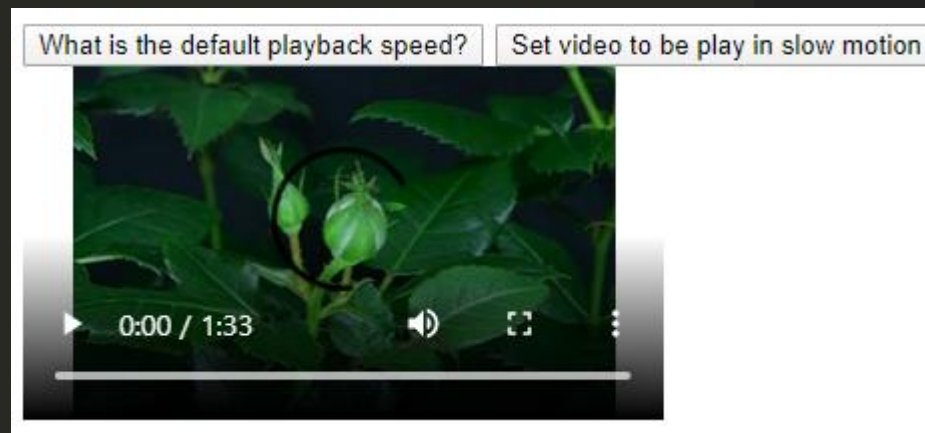 What is the default playback speed? Set video to be play in slow motion
0:00 / 1:33